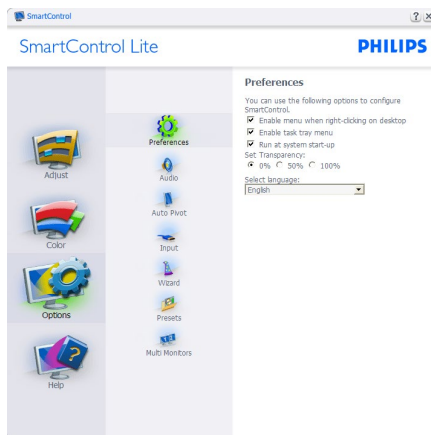 SmartControl
SmartControl Lite
PHILIPS
Adjust
Color
Options
Help
Preferences
Audio
Auto Pivot
Input
Wizard
Presets
Multi Monitors
Preferences
You can use the following options to configure
SmartControl.
Enable menu when right-clicking on desktop
Enable task tray menu
Run at system start-up
Set Transparency:
0% 50% 100%
Select language:
English